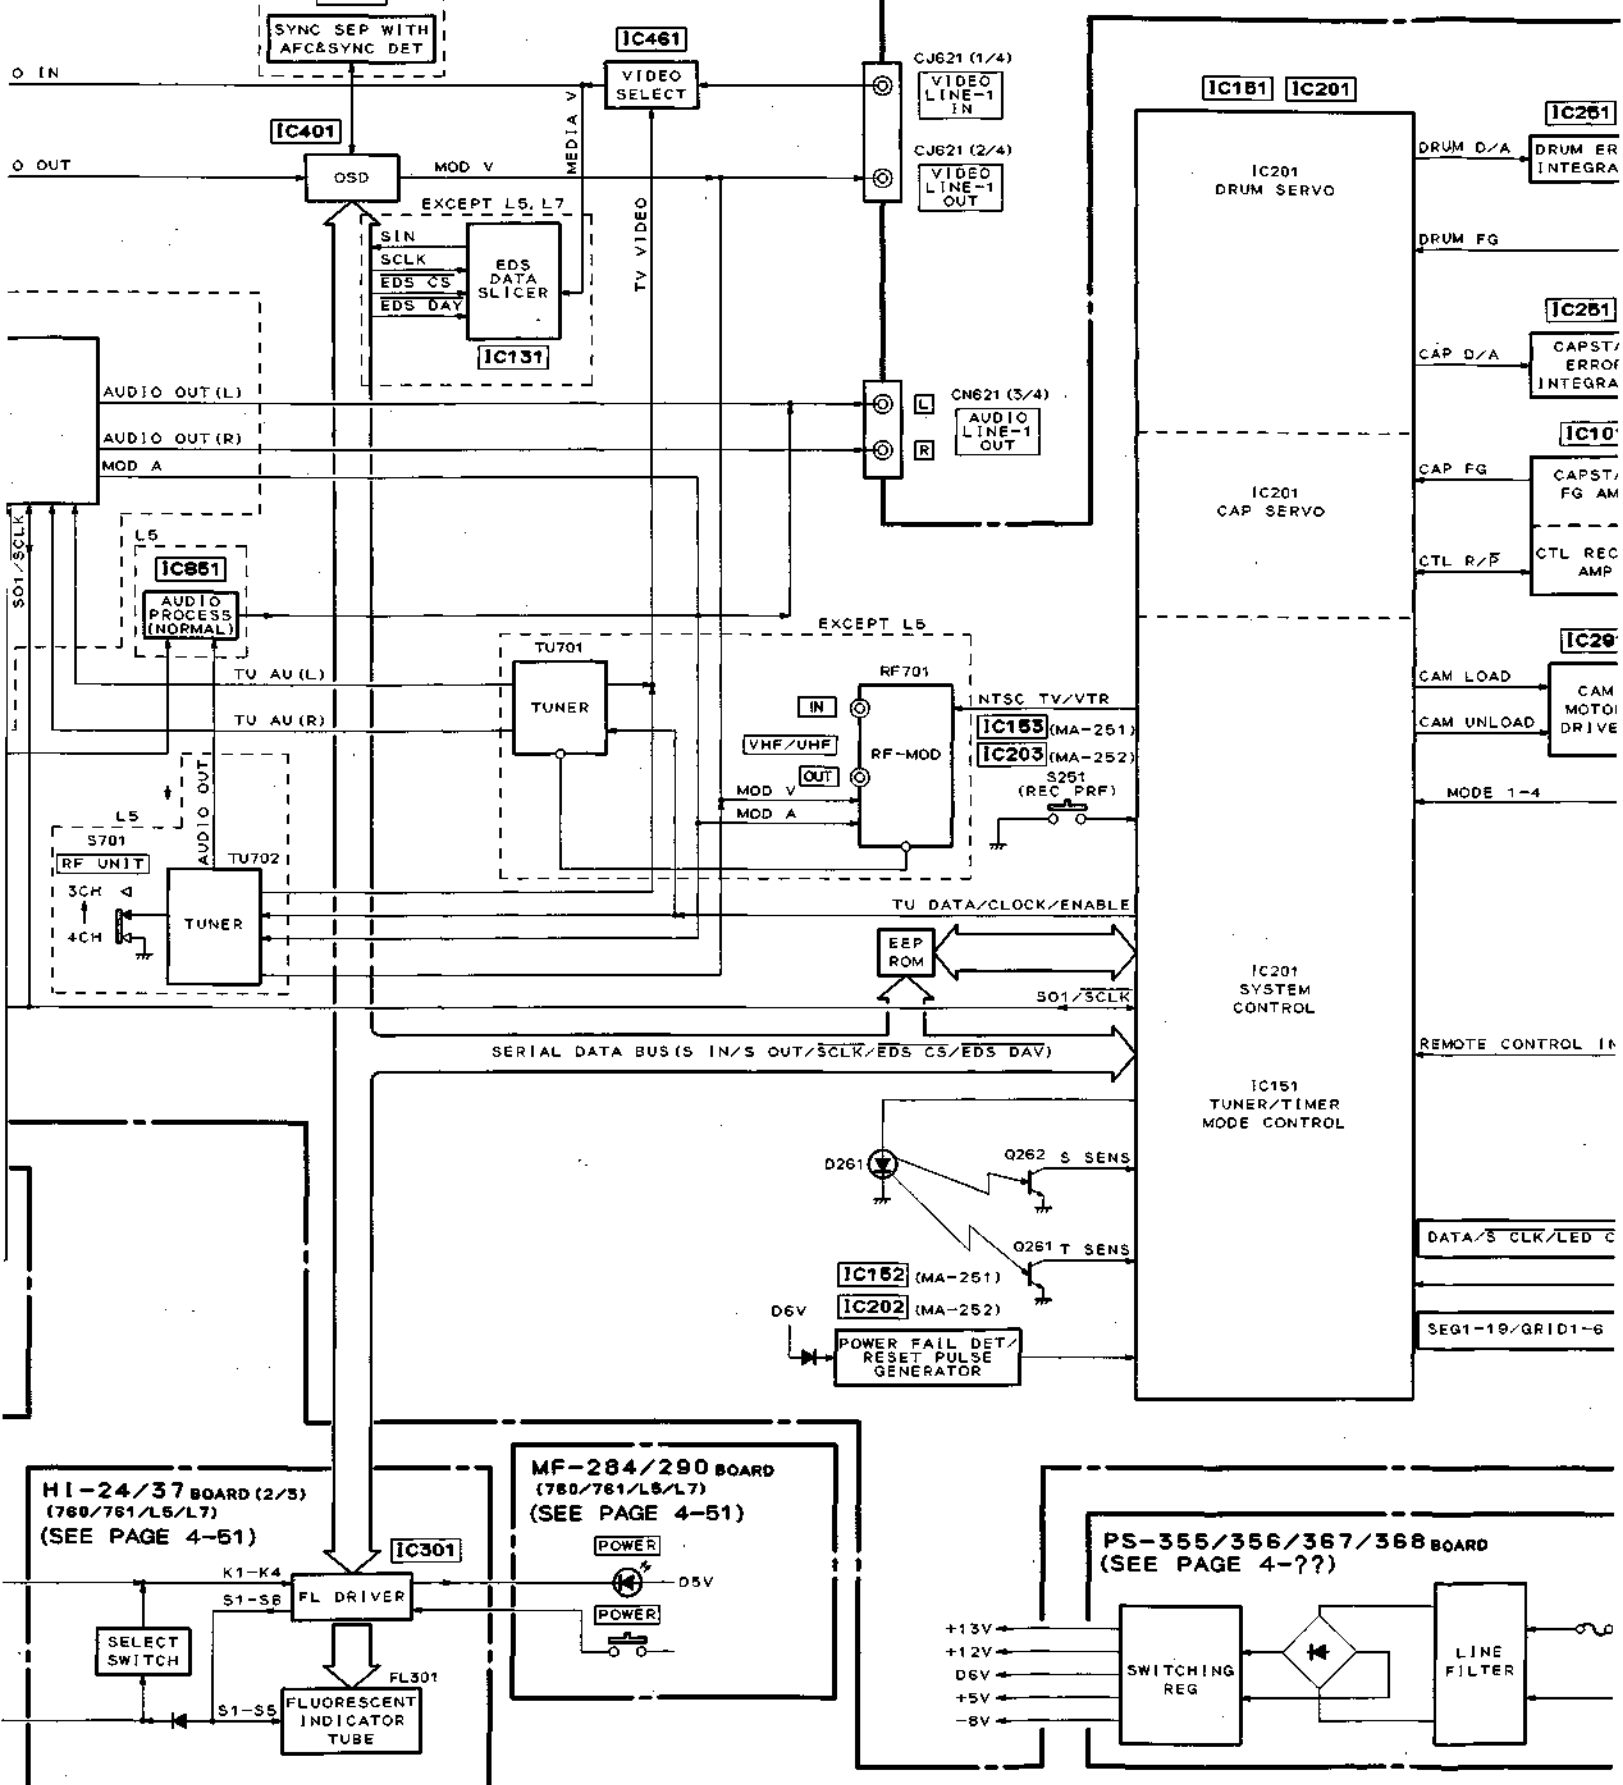 SYNC SEP WITH
AFC&SYNC DET
IC461
VIDEO
SELECT
O IN
IC401
O OUT
OSD
MOD V
MEDIA V
TV VIDEO
CJ621 (1/4)
VIDEO
LINE-1
IN
CJ621 (2/4)
VIDEO
LINE-1
OUT
EXCEPT L5, L7
SIN
SCLK
EDS CS
EDS DAY
EDS
DATA
SLICER
IC131
AUDIO OUT(L)
AUDIO OUT(R)
MOD A
L
R
CN621 (3/4)
AUDIO
LINE-1
OUT
SO1/SCLK
L5
IC851
AUDIO
PROCESS
(NORMAL)
TU AU(L)
TU AU(R)
EXCEPT L5
TU701
TUNER
RF701
RF-MOD
IN
VHF/UHF
OUT
MOD V
MOD A
NTSC TV/VTR
IC153 (MA-251)
IC203 (MA-252)
S251
(REC PRF)
AUDIO OUT
L5
S701
RF UNIT
3CH
4CH
TU702
TUNER
TU DATA/CLOCK/ENABLE
EEP
ROM
SO1/SCLK
SERIAL DATA BUS(S IN/S OUT/SCLK/EDS CS/EDS DAV)
IC151 IC201
IC201
DRUM SERVO
IC201
CAP SERVO
IC201
SYSTEM
CONTROL
IC151
TUNER/TIMER
MODE CONTROL
DRUM D/A
DRUM FG
CAP D/A
CAP FG
CTL R/P
CAM LOAD
CAM UNLOAD
MODE 1-4
REMOTE CONTROL IN
DATA/S CLK/LED C
SEG1-19/GRID1-6
IC251
DRUM ER
INTEGRA
IC251
CAPSTA
ERROR
INTEGRA
IC10
CAPSTA
FG AM
CTL REC
AMP
IC29
CAM
MOTO
DRIVE
D261
Q262
S SENS
Q261
T SENS
IC152 (MA-251)
IC202 (MA-252)
D6V
POWER FAIL DET/
RESET PULSE
GENERATOR
HI-24/37 BOARD (2/3)
(760/761/L5/L7)
(SEE PAGE 4-51)
IC301
K1-K4
S1-S6
FL DRIVER
SELECT
SWITCH
S1-S5
FL301
FLUORESCENT
INDICATOR
TUBE
MF-284/290 BOARD
(760/761/L5/L7)
(SEE PAGE 4-51)
POWER
D5V
POWER
PS-355/356/367/368 BOARD
(SEE PAGE 4-??)
+13V
+12V
D6V
+5V
-8V
SWITCHING
REG
LINE
FILTER